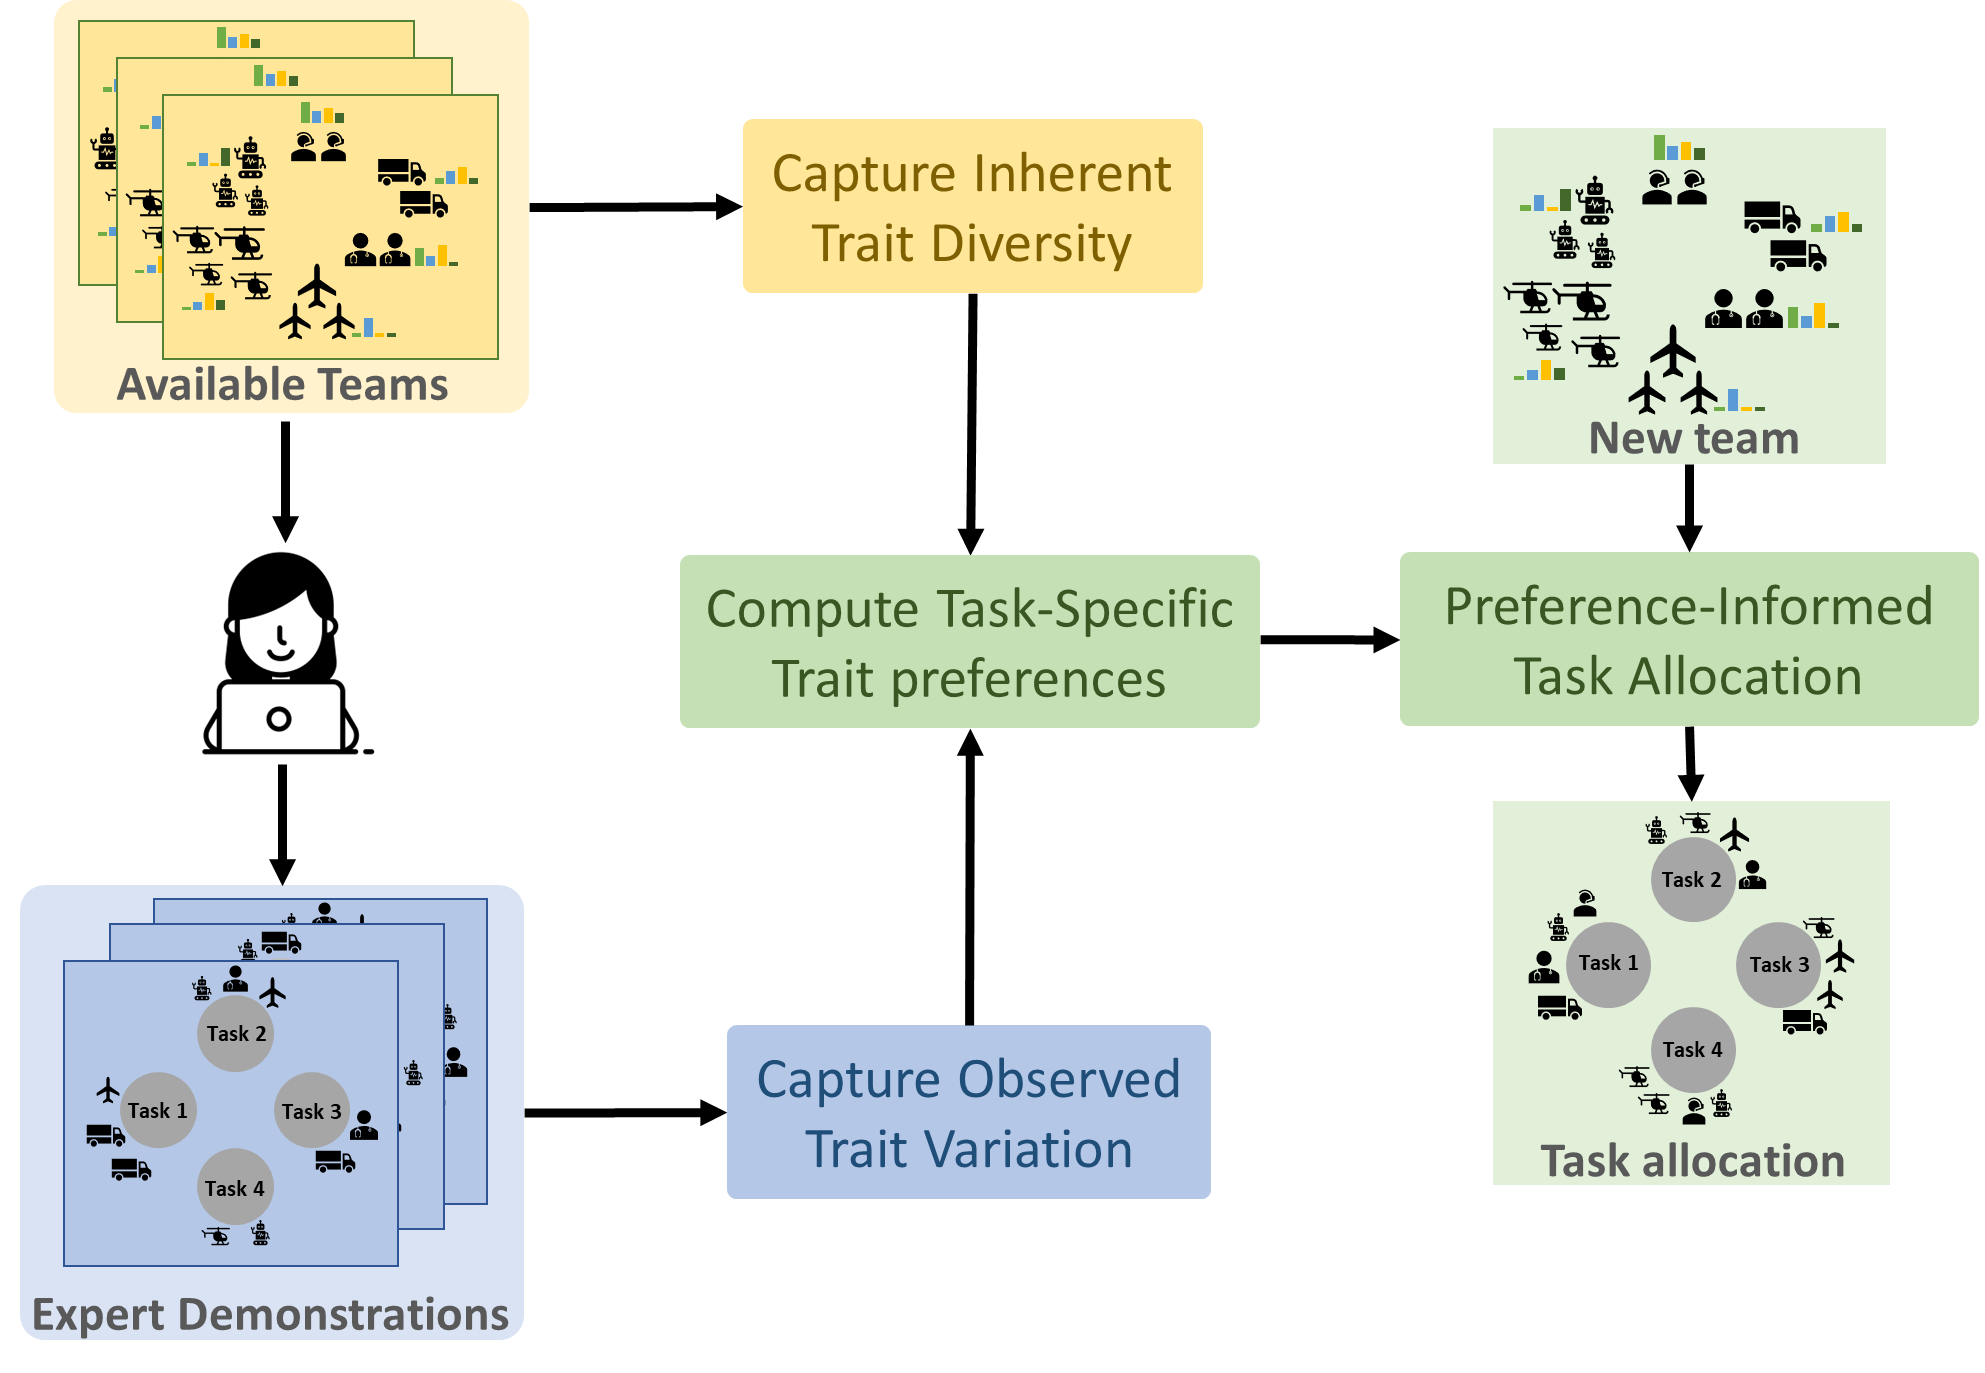 Available Teams
Capture Inherent
Trait Diversity
New team
Compute Task-Specific
Trait preferences
Preference-Informed
Task Allocation
Task 2
Task 1
Task 3
Task 4
Expert Demonstrations
Capture Observed
Trait Variation
Task 2
Task 1
Task 3
Task 4
Task allocation